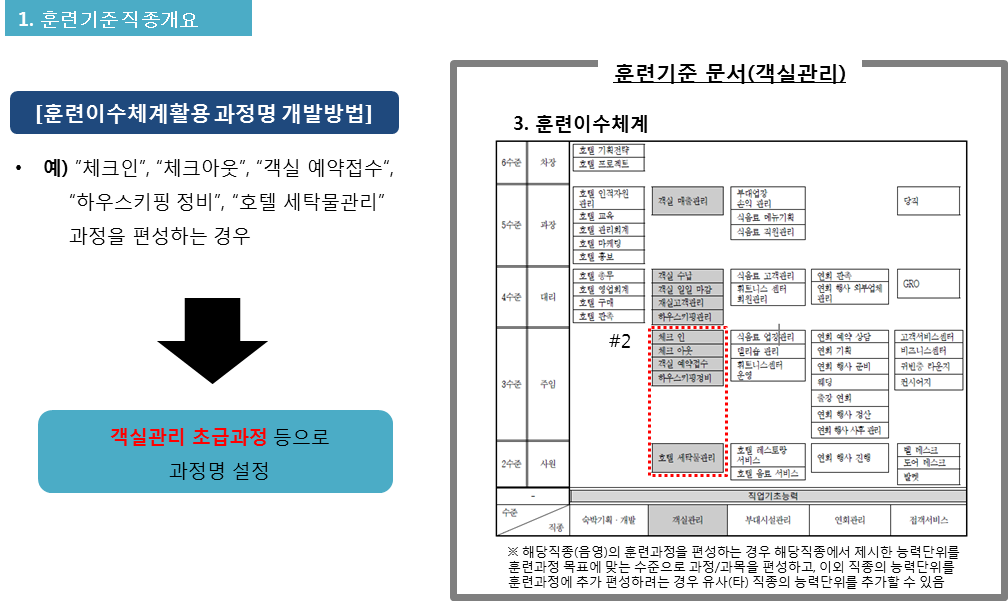 1. 훈련기준 직종개요
[훈련이수체계활용 과정명 개발방법]
• 예) ”체크인”, “체크아웃”, “객실 예약접수“,
“하우스키핑 정비”, “호텔 세탁물관리”
과정을 편성하는 경우
객실관리 초급과정 등으로
과정명 설정
훈련기준 문서(객실관리)
3. 훈련이수체계
6수준
차장
호텔 기획전략
호텔 프로젝트
5수준
과장
호텔 인적자원
관리
호텔 교육
호텔 관리회계
호텔 마케팅
호텔 홍보
객실 매출관리
부대업장
손익 관리
식음료 메뉴기획
식음료 직원관리
당직
4수준
대리
호텔 총무
호텔 영업회계
호텔 구매
호텔 판촉
객실 수납
객실 일일 마감
재실고객관리
하우스키핑관리
식음료 고객관리
휘트니스 센터
회원관리
연회 판촉
연회 행사 외부업체
관리
GRO
#2
3수준
주임
체크 인
체크 아웃
객실 예약접수
하우스키핑정비
식음료 업장관리
델리숍 관리
휘트니스센터
운영
연회 예약 상담
연회 기획
연회 행사 준비
웨딩
출장 연회
연회 행사 정산
연회 행사 사후 관리
고객서비스센터
비즈니스센터
귀빈층 라운지
컨시어지
2수준
사원
호텔 세탁물관리
호텔 레스토랑
서비스
호텔 음료 서비스
연회 행사 진행
벨 데스크
도어 데스크
발렛
-
직업기초능력
수준
직종
숙박기획·개발
객실관리
부대시설관리
연회관리
접객서비스
※ 해당직종(음영)의 훈련과정을 편성하는 경우 해당직종에서 제시한 능력단위를
훈련과정 목표에 맞는 수준으로 과정/과목을 편성하고, 이외 직종의 능력단위를
훈련과정에 추가 편성하려는 경우 유사(타) 직종의 능력단위를 추가할 수 있음